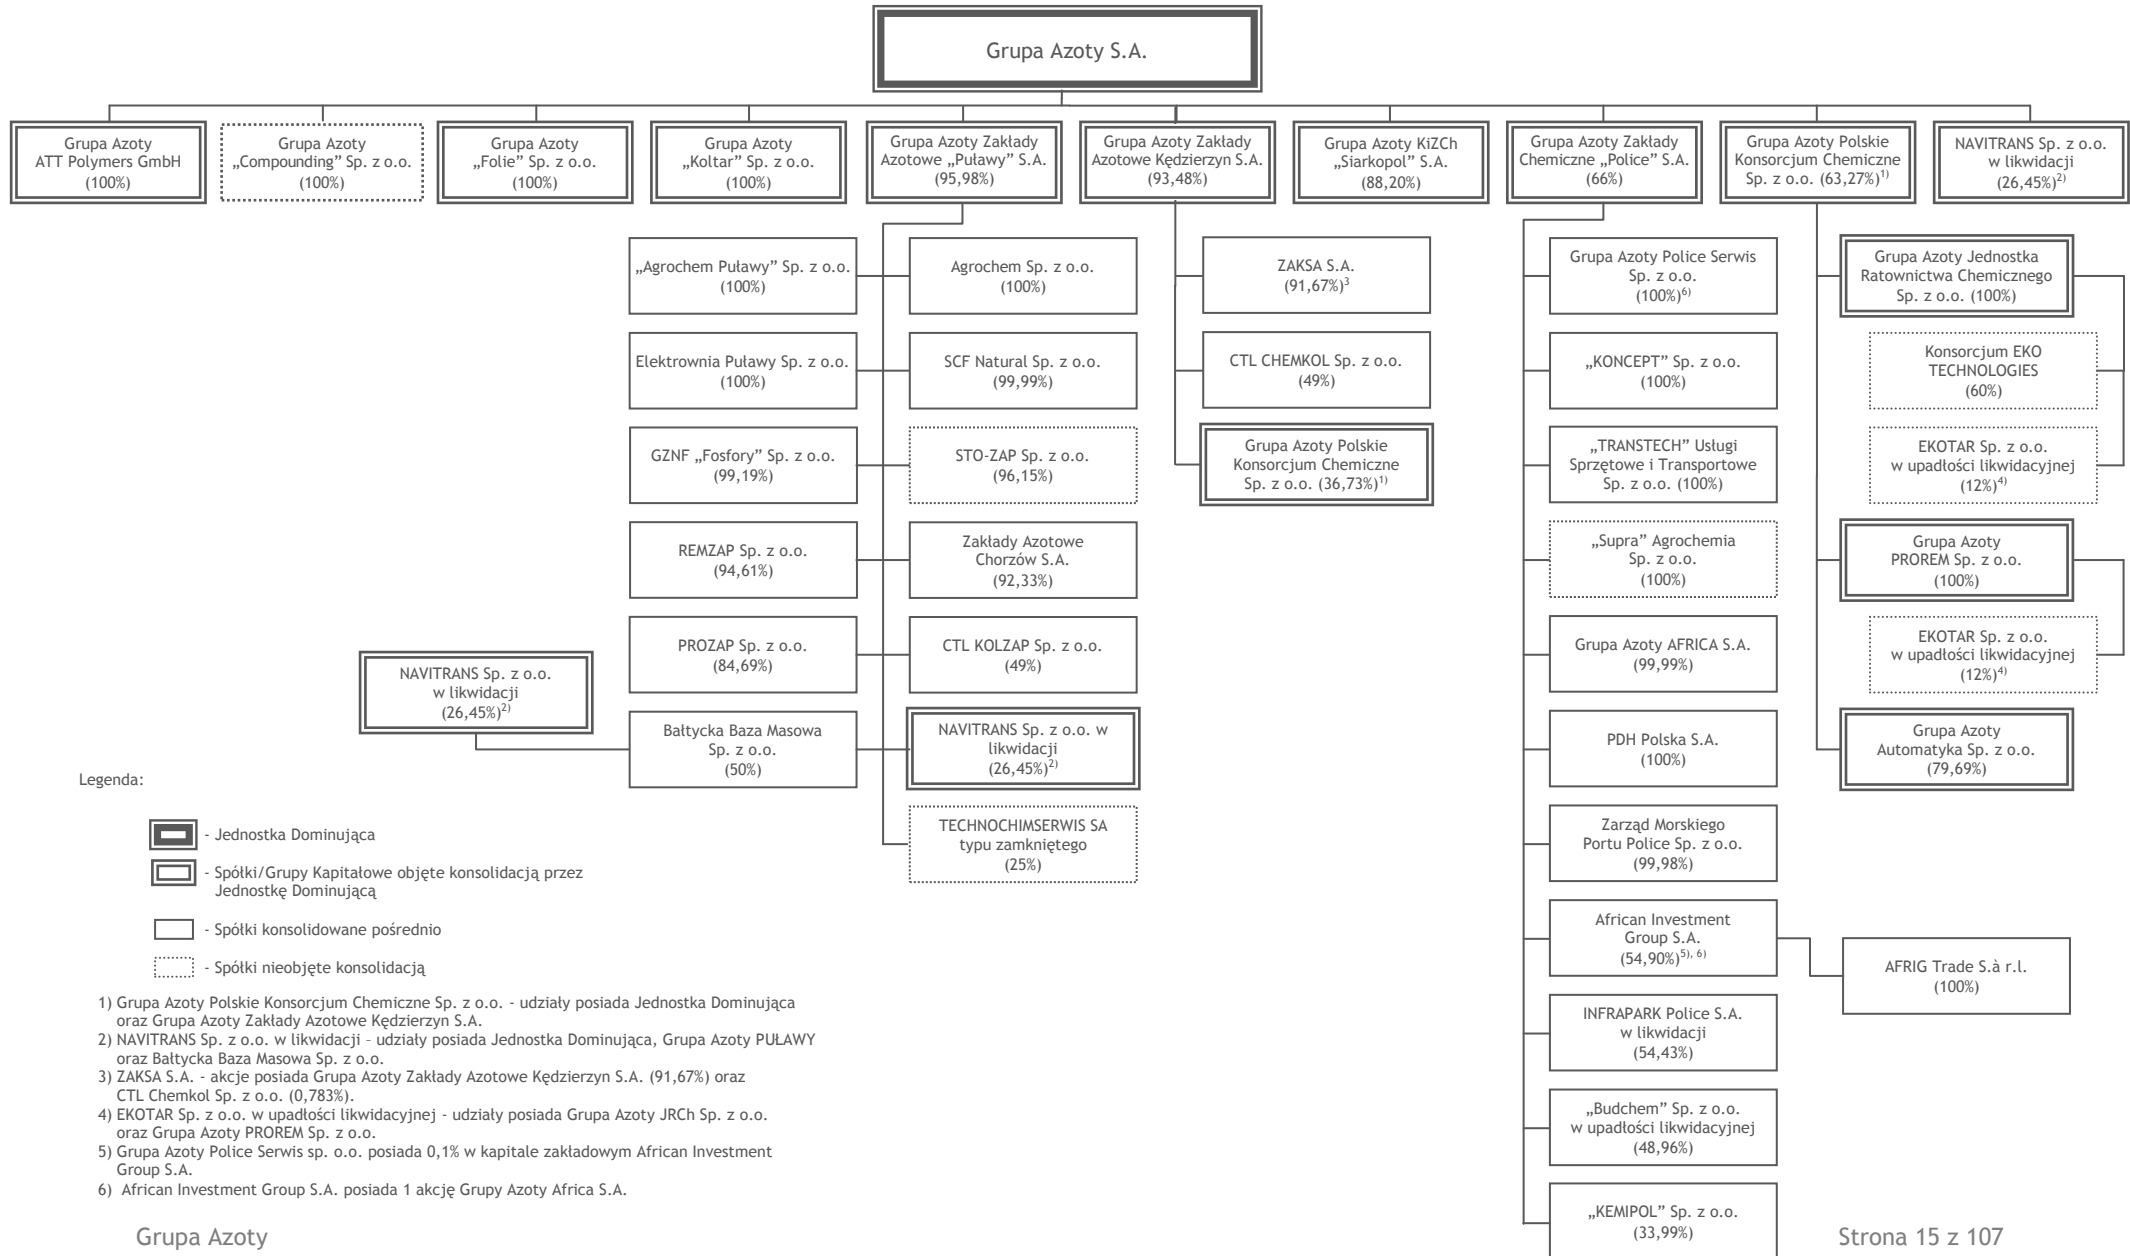 Grupa Azoty S.A.
Grupa Azoty
ATT Polymers GmbH
(100%)
Grupa Azoty
„Compounding” Sp. z o.o.
(100%)
Grupa Azoty
„Folie” Sp. z o.o.
(100%)
Grupa Azoty
„Koltar” Sp. z o.o.
(100%)
Grupa Azoty Zakłady
Azotowe „Puławy” S.A.
(95,98%)
Grupa Azoty Zakłady
Azotowe Kędzierzyn S.A.
(93,48%)
Grupa Azoty KiZCh
„Siarkopol” S.A.
(88,20%)
Grupa Azoty Zakłady
Chemiczne „Police” S.A.
(66%)
Grupa Azoty Polskie
Konsorcjum Chemiczne
Sp. z o.o. (63,27%)1)
NAVITRANS Sp. z o.o.
w likwidacji
(26,45%)2)
„Agrochem Puławy” Sp. z o.o.
(100%)
Elektrownia Puławy Sp. z o.o.
(100%)
GZNF „Fosfory” Sp. z o.o.
(99,19%)
REMZAP Sp. z o.o.
(94,61%)
PROZAP Sp. z o.o.
(84,69%)
Bałtycka Baza Masowa
Sp. z o.o.
(50%)
NAVITRANS Sp. z o.o.
w likwidacji
(26,45%)2)
Agrochem Sp. z o.o.
(100%)
SCF Natural Sp. z o.o.
(99,99%)
STO-ZAP Sp. z o.o.
(96,15%)
Zakłady Azotowe
Chorzów S.A.
(92,33%)
CTL KOLZAP Sp. z o.o.
(49%)
NAVITRANS Sp. z o.o. w
likwidacji
(26,45%)2)
TECHNOCHIMSERWIS SA
typu zamkniętego
(25%)
ZAKSA S.A.
(91,67%)3
CTL CHEMKOL Sp. z o.o.
(49%)
Grupa Azoty Polskie
Konsorcjum Chemiczne
Sp. z o.o. (36,73%)1)
Grupa Azoty Police Serwis
Sp. z o.o.
(100%)6)
„KONCEPT” Sp. z o.o.
(100%)
„TRANSTECH” Usługi
Sprzętowe i Transportowe
Sp. z o.o. (100%)
„Supra” Agrochemia
Sp. z o.o.
(100%)
Grupa Azoty AFRICA S.A.
(99,99%)
PDH Polska S.A.
(100%)
Zarząd Morskiego
Portu Police Sp. z o.o.
(99,98%)
African Investment
Group S.A.
(54,90%)5), 6)
INFRAPARK Police S.A.
w likwidacji
(54,43%)
„Budchem” Sp. z o.o.
w upadłości likwidacyjnej
(48,96%)
„KEMIPOL” Sp. z o.o.
(33,99%)
AFRIG Trade S.à r.l.
(100%)
Grupa Azoty Jednostka
Ratownictwa Chemicznego
Sp. z o.o. (100%)
Konsorcjum EKO
TECHNOLOGIES
(60%)
EKOTAR Sp. z o.o.
w upadłości likwidacyjnej
(12%)4)
Grupa Azoty
PROREM Sp. z o.o.
(100%)
EKOTAR Sp. z o.o.
w upadłości likwidacyjnej
(12%)4)
Grupa Azoty
Automatyka Sp. z o.o.
(79,69%)
Legenda:
- Jednostka Dominująca
- Spółki/Grupy Kapitałowe objęte konsolidacją przez
Jednostkę Dominującą
- Spółki konsolidowane pośrednio
- Spółki nieobjęte konsolidacją
1) Grupa Azoty Polskie Konsorcjum Chemiczne Sp. z o.o. - udziały posiada Jednostka Dominująca
oraz Grupa Azoty Zakłady Azotowe Kędzierzyn S.A.
2) NAVITRANS Sp. z o.o. w likwidacji – udziały posiada Jednostka Dominująca, Grupa Azoty PUŁAWY
oraz Bałtycka Baza Masowa Sp. z o.o.
3) ZAKSA S.A. - akcje posiada Grupa Azoty Zakłady Azotowe Kędzierzyn S.A. (91,67%) oraz
CTL Chemkol Sp. z o.o. (0,783%).
4) EKOTAR Sp. z o.o. w upadłości likwidacyjnej - udziały posiada Grupa Azoty JRCh Sp. z o.o.
oraz Grupa Azoty PROREM Sp. z o.o.
5) Grupa Azoty Police Serwis sp. o.o. posiada 0,1% w kapitale zakładowym African Investment
Group S.A.
6) African Investment Group S.A. posiada 1 akcję Grupy Azoty Africa S.A.
Grupa Azoty
Strona 15 z 107